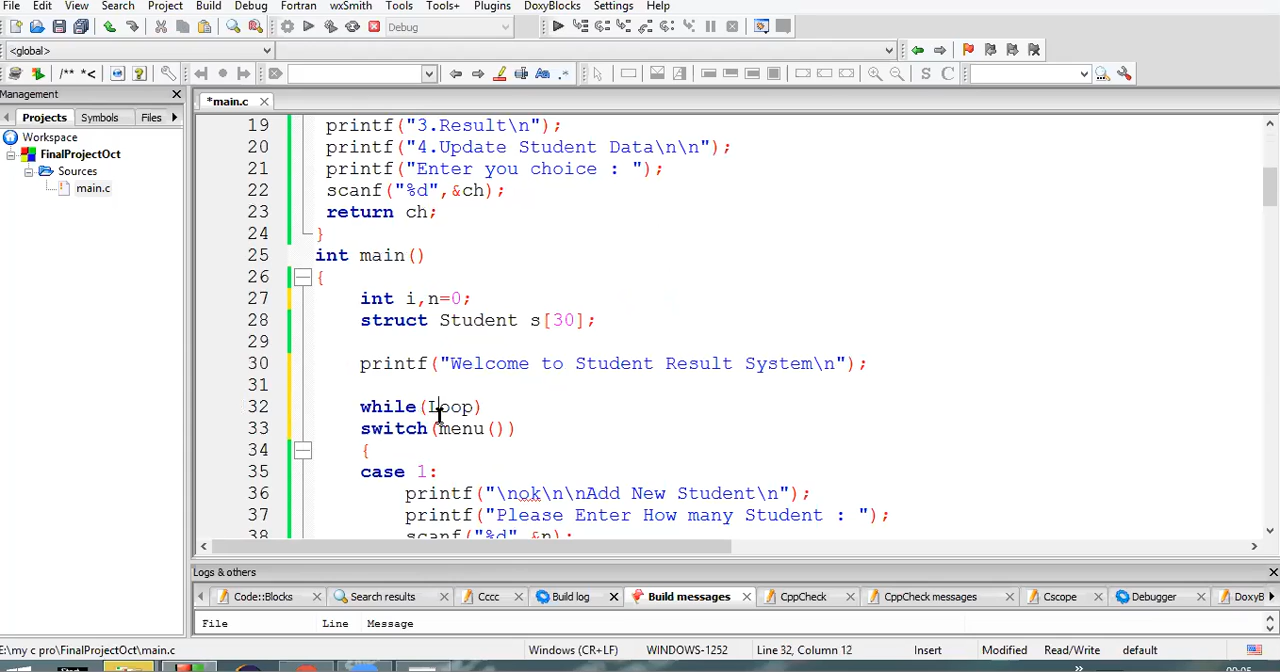 File Edit View Search Project Build Debug Fortran wxSmith Tools Tools+ Plugins DoxyBlocks Settings Help
Debug
<global>
/** *<
S C
Management
Projects Symbols Files
*main.c
Workspace
FinalProjectOct
Sources
main.c
19 printf("3.Result\n");
20 printf("4.Update Student Data\n\n");
21 printf("Enter you choice : ");
22 scanf("%d",&ch);
23 return ch;
24 }
25 int main()
26 {
27 int i,n=0;
28 struct Student s[30];
29
30 printf("Welcome to Student Result System\n");
31
32 while(Loop)
33 switch(menu())
34 {
35 case 1:
36 printf("\nok\n\nAdd New Student\n");
37 printf("Please Enter How many Student : ");
38 scanf("%d",&n);
Logs & others
Code::Blocks Search results Cccc Build log Build messages CppCheck CppCheck messages Cscope Debugger DoxyB
File Line Message
E:\my c pro\FinalProjectOct\main.c Windows (CR+LF) WINDOWS-1252 Line 32, Column 12 Insert Modified Read/Write default